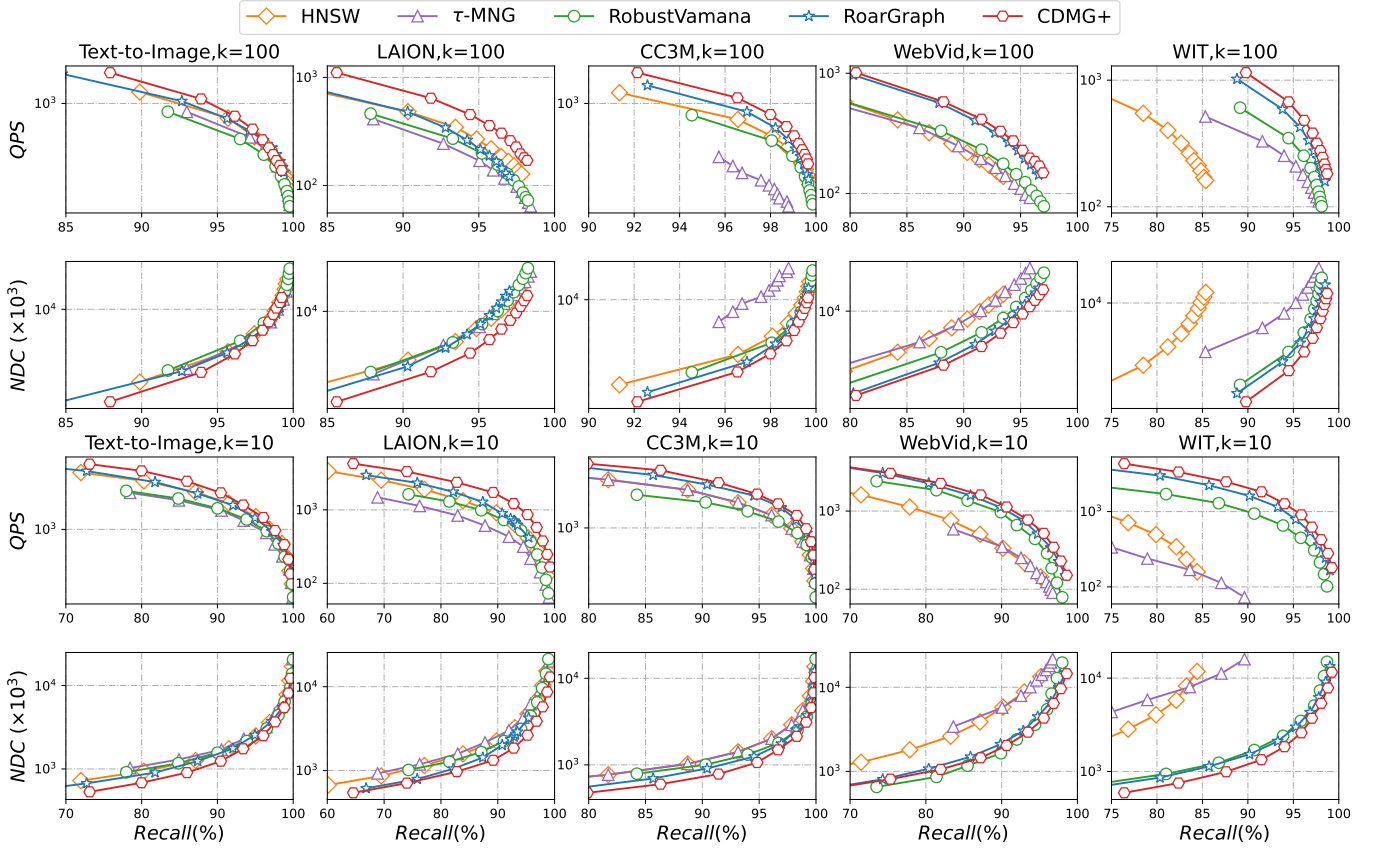 HNSW τ-MNG RobustVamana RoarGraph CDMG+
Text-to-Image,k=100 LAION,k=100 CC3M,k=100 WebVid,k=100 WIT,k=100
QPS
10³ 10³ 10² 10³ 10³ 10² 10³ 10²
85 90 95 100 85 90 95 100 90 92 94 96 98 100 80 85 90 95 100 75 80 85 90 95 100
NDC (×10³)
10⁴ 10⁴ 10⁴ 10⁴ 10⁴
85 90 95 100 85 90 95 100 90 92 94 96 98 100 80 85 90 95 100 75 80 85 90 95 100
Text-to-Image,k=10 LAION,k=10 CC3M,k=10 WebVid,k=10 WIT,k=10
QPS
10³ 10³ 10² 10³ 10³ 10² 10³ 10²
70 80 90 100 60 70 80 90 100 80 85 90 95 100 70 80 90 100 75 80 85 90 95 100
NDC (×10³)
10⁴ 10³ 10⁴ 10³ 10⁴ 10³ 10⁴ 10³ 10⁴ 10³
70 80 90 100 60 70 80 90 100 80 85 90 95 100 70 80 90 100 75 80 85 90 95 100
Recall(%) Recall(%) Recall(%) Recall(%) Recall(%)